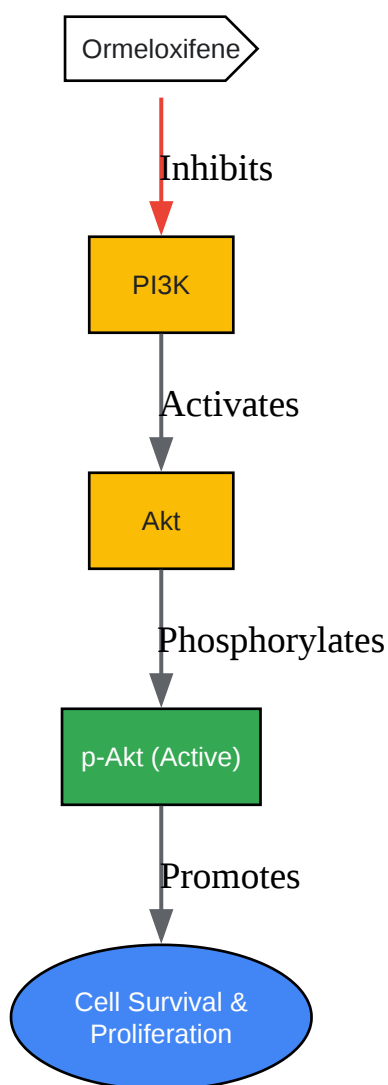 Ormeloxifene
Inhibits
PI3K
Activates
Akt
Phosphorylates
p-Akt (Active)
Promotes
Cell Survival &
Proliferation